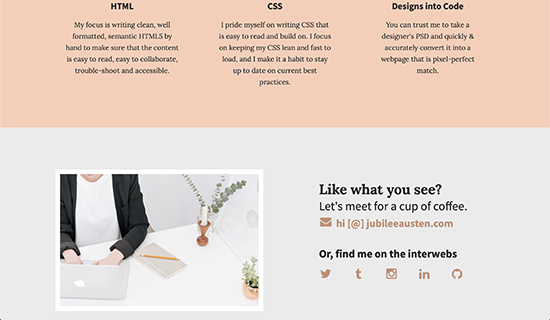 HTML
My focus is writing clean, well
formatted, semantic HTML5 by
hand to make sure that the content
is easy to read, easy to collaborate,
trouble-shoot and accessible.
CSS
I pride myself on writing CSS that
is easy to read and build on. I focus
on keeping my CSS lean and fast to
load, and I make it a habit to stay
up to date on current best
practices.
Designs into Code
You can trust me to take a
designer's PSD and quickly &
accurately convert it into a
webpage that is pixel-perfect
match.
Like what you see?
Let's meet for a cup of coffee.
hi [@] jubileeausten.com
Or, find me on the interwebs